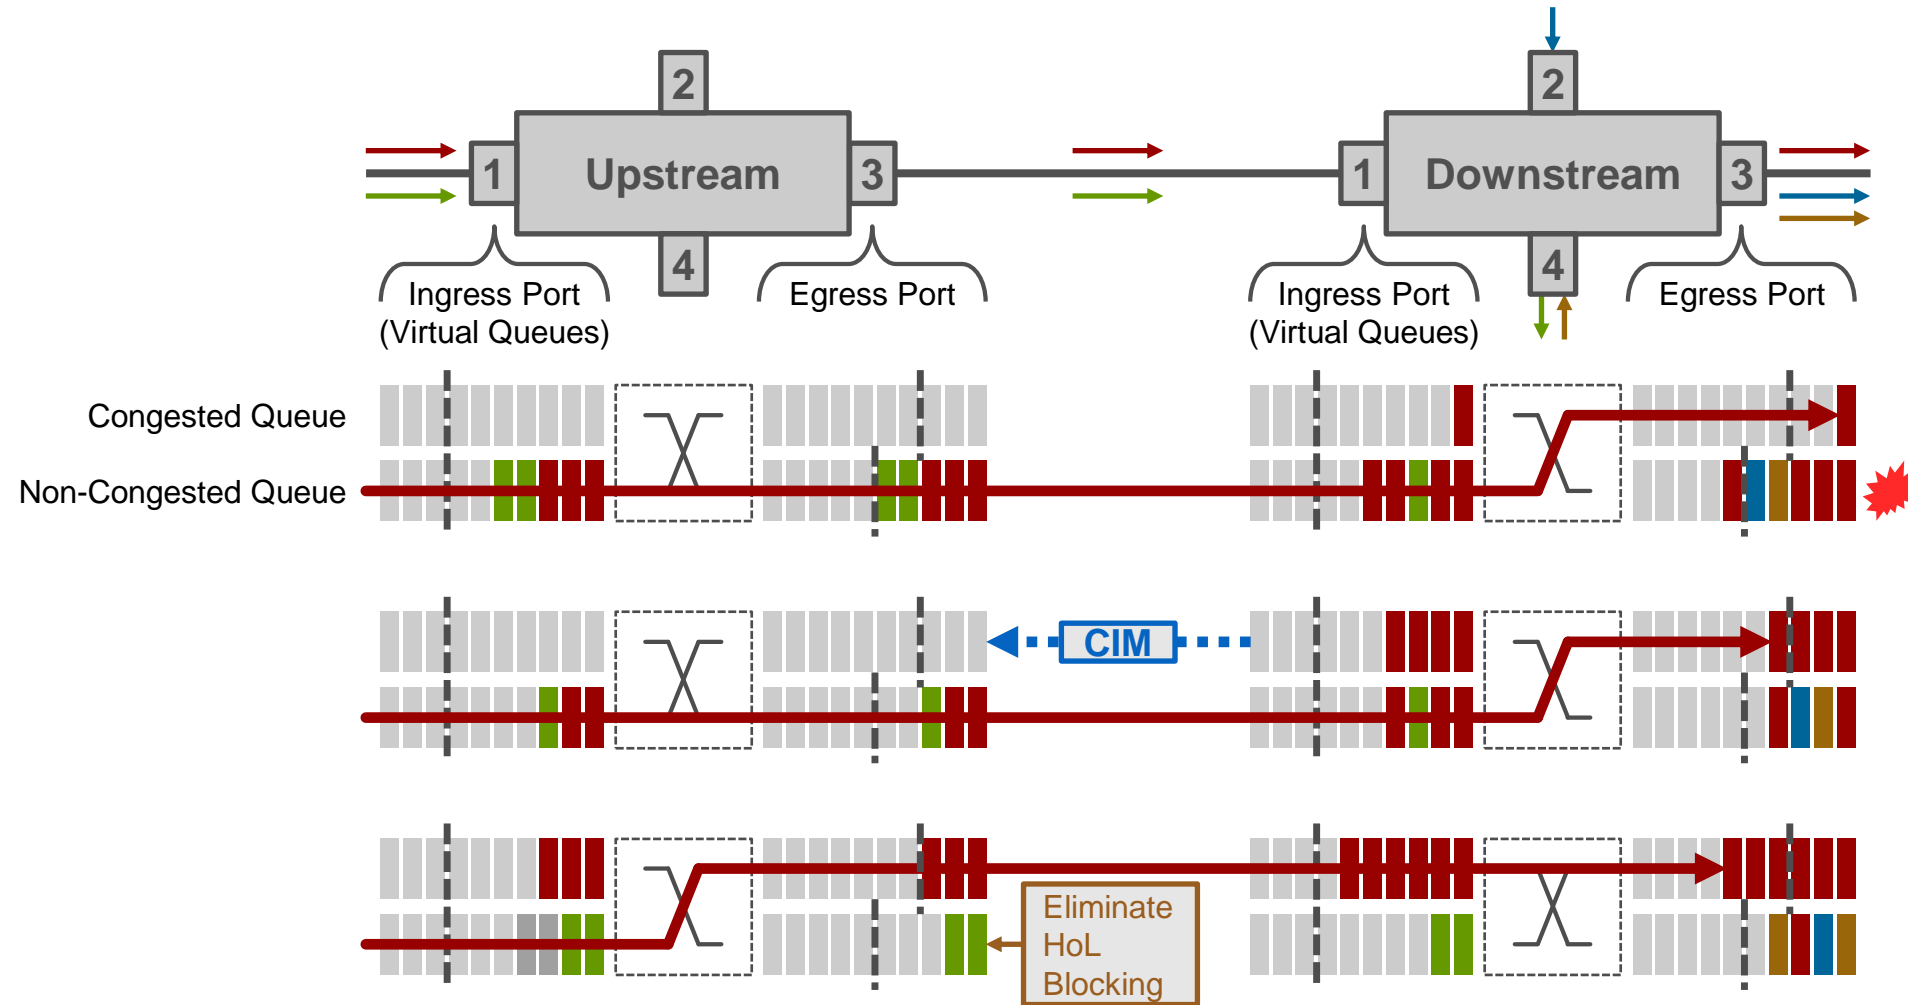 2
2
1
Upstream
3
1
Downstream
3
4
4
Ingress Port
(Virtual Queues)
Egress Port
Ingress Port
(Virtual Queues)
Egress Port
Congested Queue
Non-Congested Queue
CIM
Eliminate
HoL
Blocking